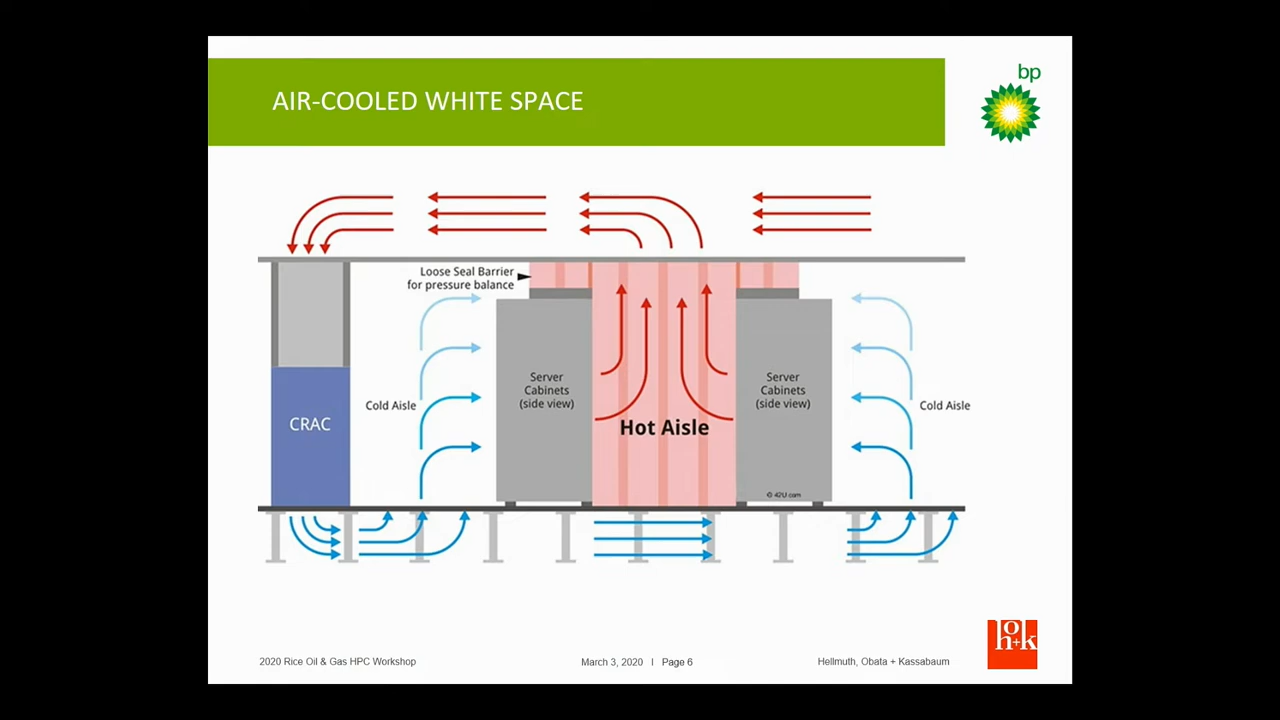 bp
AIR-COOLED WHITE SPACE
Loose Seal Barrier
for pressure balance
Server
Cabinets
(side view)
Server
Cabinets
(side view)
Cold Aisle
Cold Aisle
CRAC
Hot Aisle
© 42U.com
2020 Rice Oil & Gas HPC Workshop
March 3, 2020 I Page 6
Hellmuth, Obata + Kassabaum
ho+k